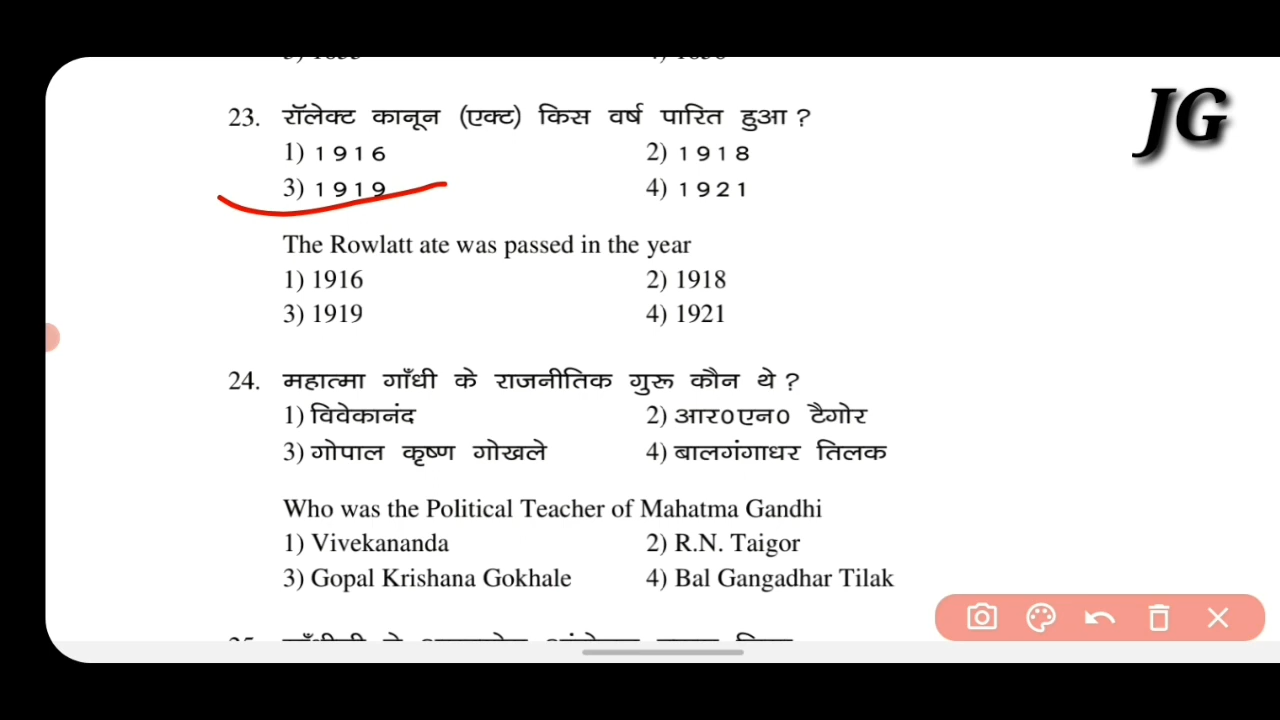 JG
23. रॉलेक्ट कानून (एक्ट) किस वर्ष पारित हुआ ?
1) 1916 2) 1918
3) 1919 4) 1921
The Rowlatt ate was passed in the year
1) 1916 2) 1918
3) 1919 4) 1921
24. महात्मा गाँधी के राजनीतिक गुरू कौन थे ?
1) विवेकानंद 2) आर०एन० टैगोर
3) गोपाल कृष्ण गोखले 4) बालगंगाधर तिलक
Who was the Political Teacher of Mahatma Gandhi
1) Vivekananda 2) R.N. Taigor
3) Gopal Krishana Gokhale 4) Bal Gangadhar Tilak